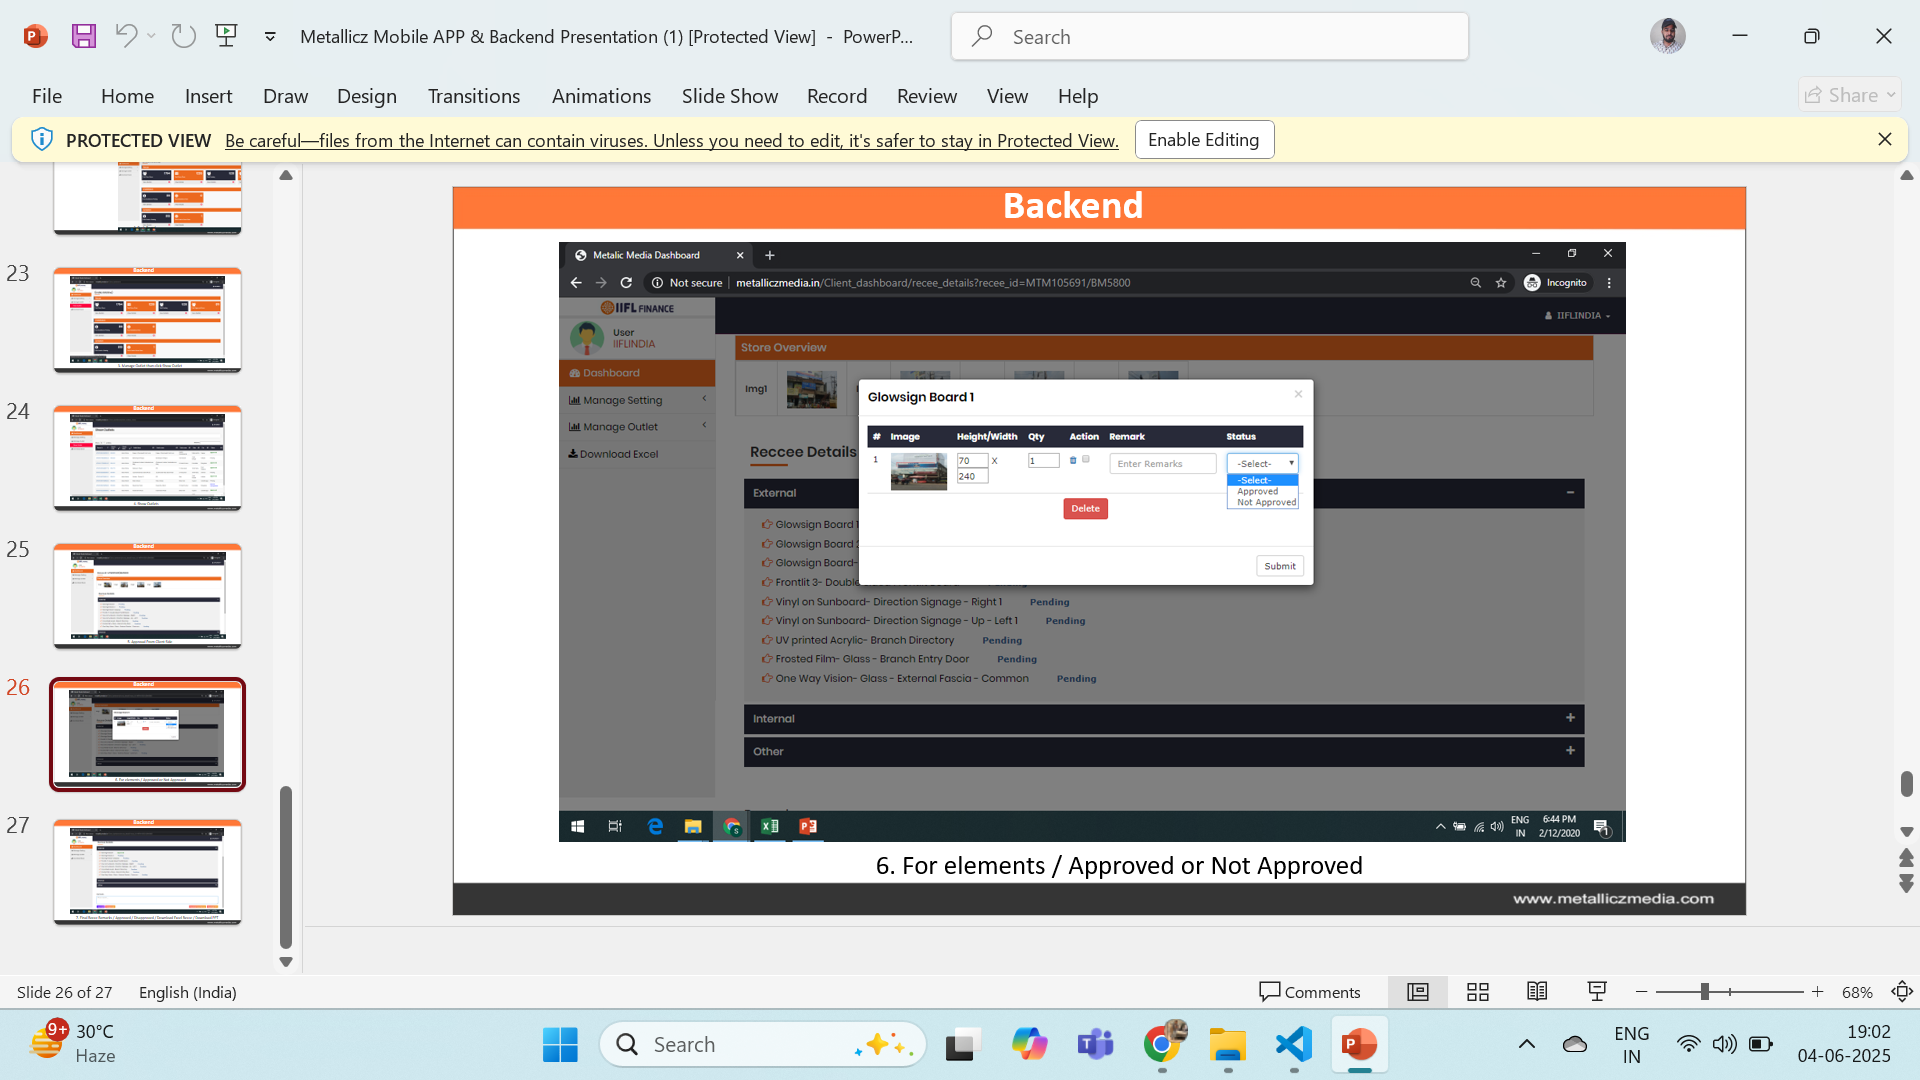 Metallicz Mobile APP & Backend Presentation (1) [Protected View] - PowerP...
Search
File Home Insert Draw Design Transitions Animations Slide Show Record Review View Help
Share
PROTECTED VIEW Be careful—files from the Internet can contain viruses. Unless you need to edit, it's safer to stay in Protected View. Enable Editing
23
24
25
26
27
Backend
Metalic Media Dashboard
Not secure metalliczmedia.in/Client_dashboard/recee_details?recee_id=MTM105691/BM5800
Incognito
IIFL FINANCE
IIFLINDIA
User
IIFLINDIA
Dashboard
Manage Setting
Manage Outlet
Download Excel
Store Overview
Img1
Reccee Details
External
Glowsign Board 1
Glowsign Board
Glowsign Board-
Frontlit 3- Double
Vinyl on Sunboard- Direction Signage - Right 1 Pending
Vinyl on Sunboard- Direction Signage - Up - Left 1 Pending
UV printed Acrylic- Branch Directory Pending
Frosted Film- Glass - Branch Entry Door Pending
One Way Vision- Glass - External Fascia - Common Pending
Internal
Other
Glowsign Board 1
# Image Height/Width Qty Action Remark Status
1 70 X 1 Enter Remarks -Select-
240
-Select-
Approved
Not Approved
Delete
Submit
ENG
IN
6:44 PM
2/12/2020
1
6. For elements / Approved or Not Approved
www.metalliczmedia.com
Slide 26 of 27 English (India)
Comments
68%
9+
30°C
Haze
Search
ENG
IN
19:02
04-06-2025